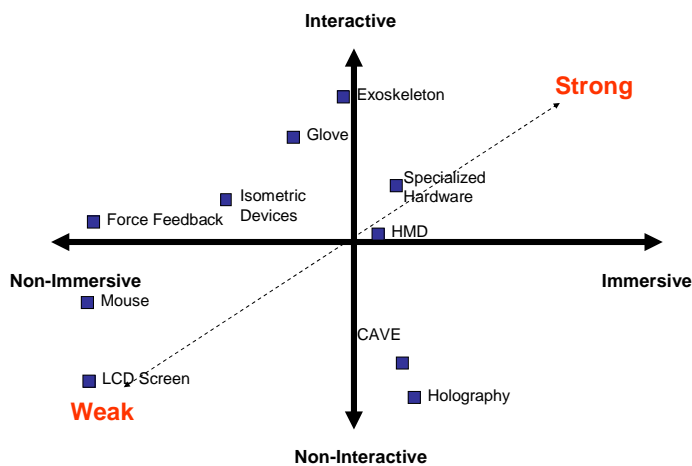 Interactive
Strong
Exoskeleton
Glove
Specialized
Hardware
Isometric
Devices
Force Feedback
HMD
Non-Immersive
Immersive
Mouse
CAVE
LCD Screen
Holography
Weak
Non-Interactive